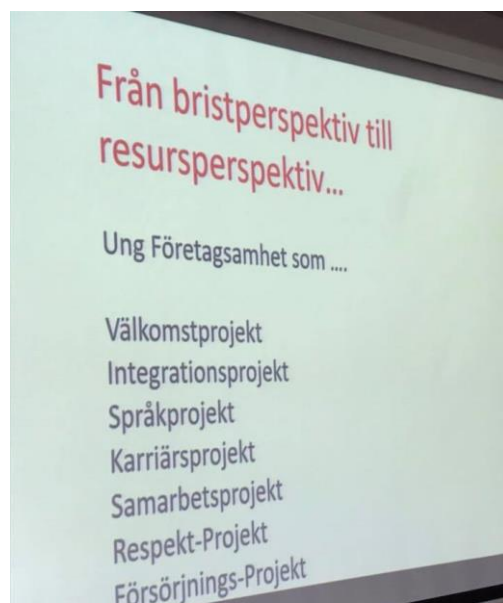 Från bristperspektiv till
resursperspektiv...
Ung Företagsamhet som ....
Välkomstprojekt
Integrationsprojekt
Språkprojekt
Karriärsprojekt
Samarbetsprojekt
Respekt-Projekt
Försörjnings-Projekt